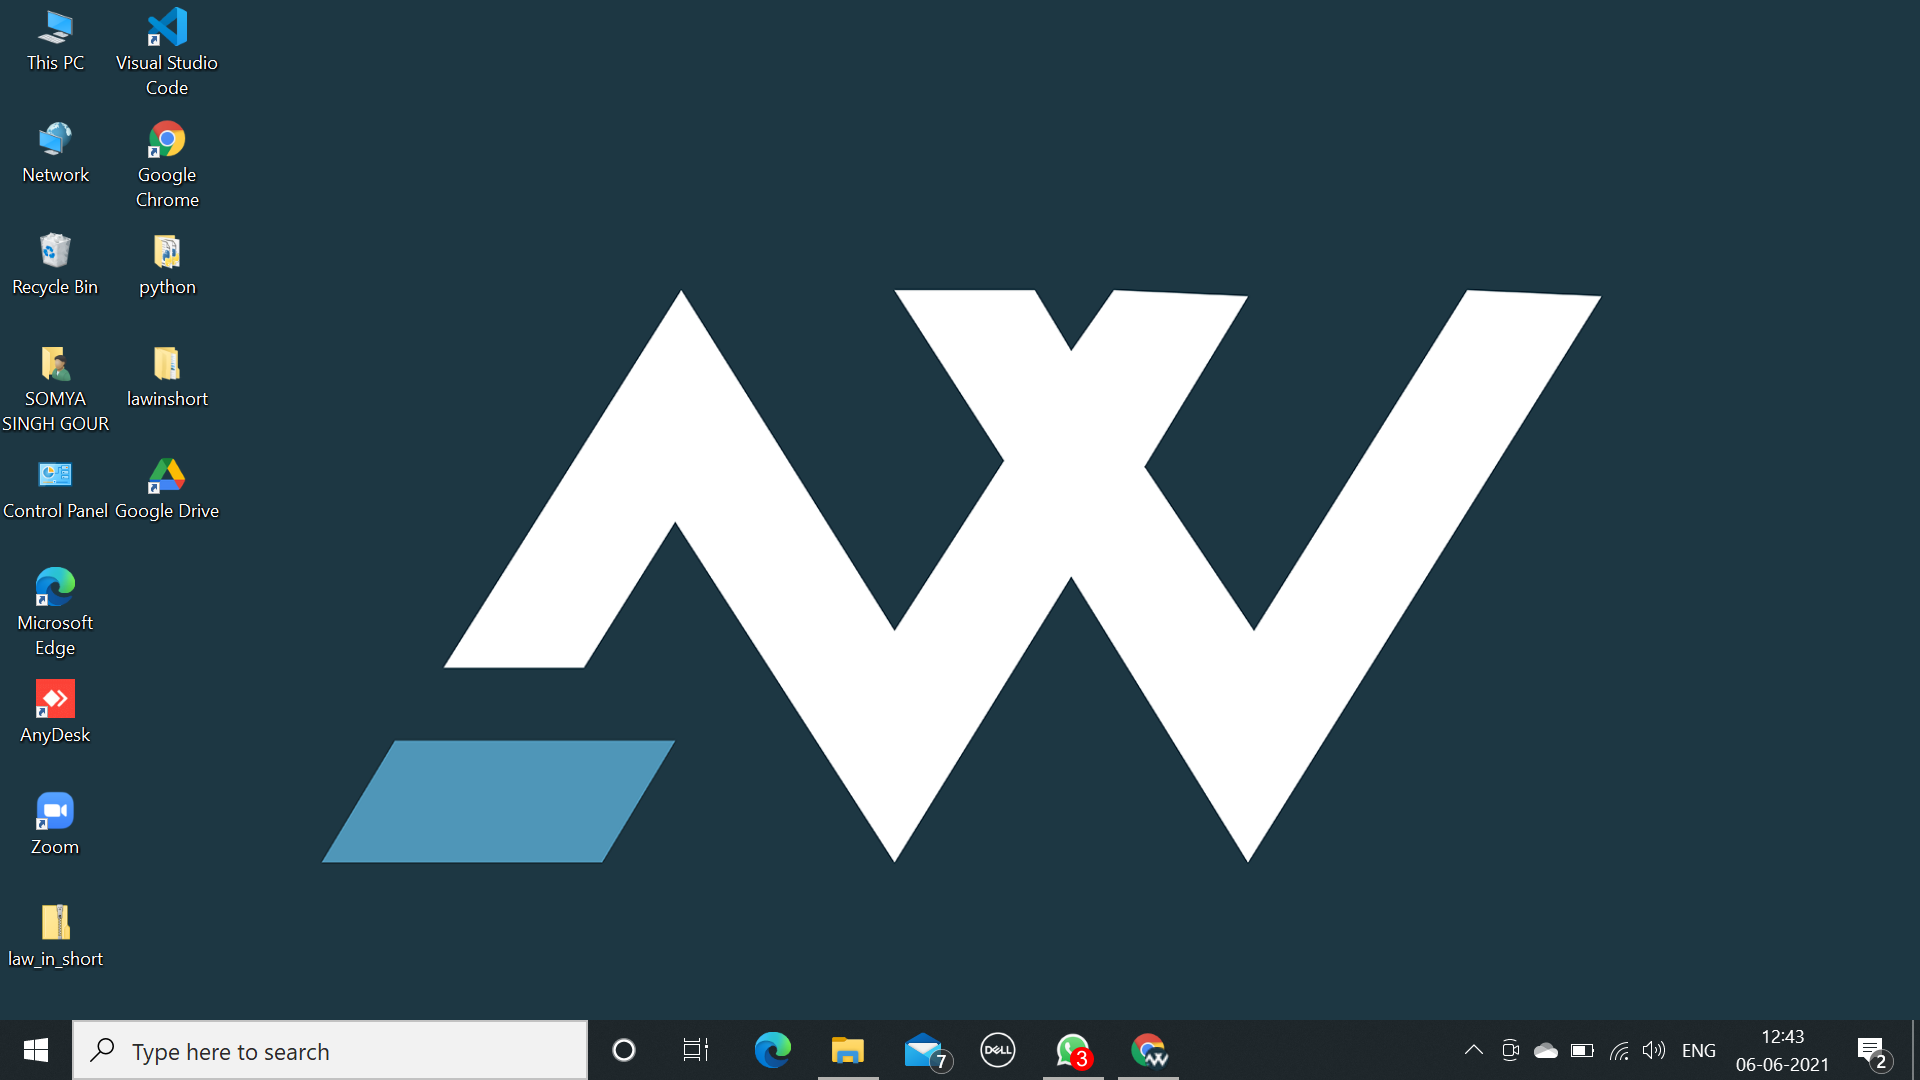 This PC
Visual Studio
Code
Network
Google
Chrome
Recycle Bin
python
SOMYA
SINGH GOUR
lawinshort
Control Panel
Google Drive
Microsoft
Edge
AnyDesk
Zoom
law_in_short
Type here to search
7
DELL
3
ENG
12:43
06-06-2021
2